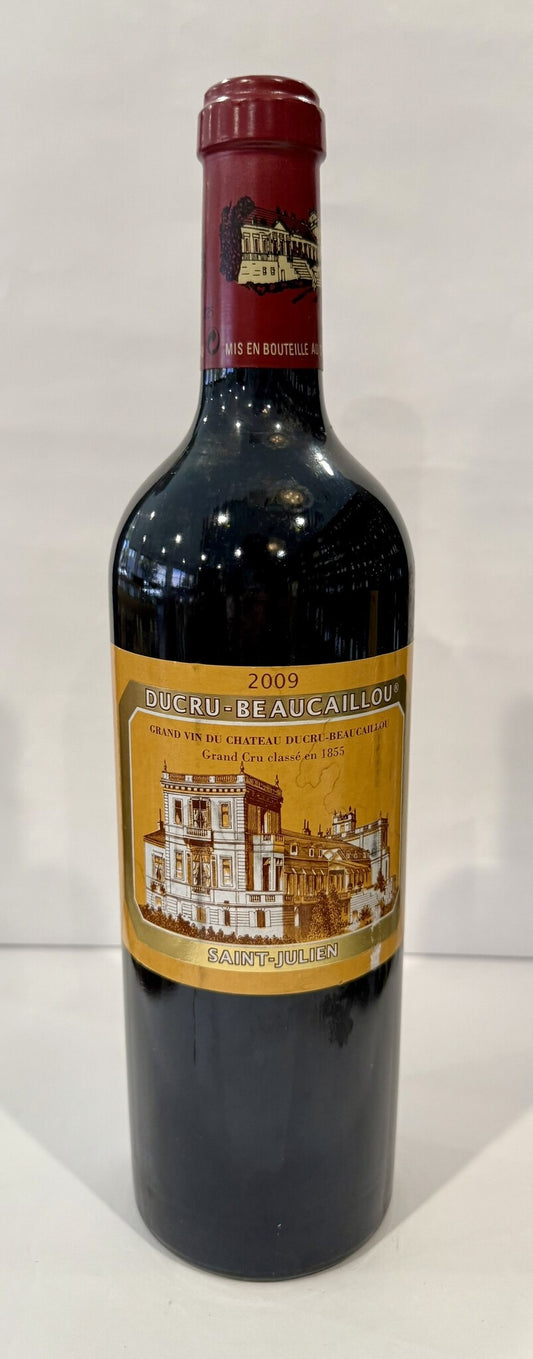 MIS EN BOUTEILLE AU
2009
DUCRU-BEAUCAILLOU®
GRAND VIN DU CHATEAU DUCRU-BEAUCAILLOU
Grand Cru classé en 1855
SAINT-JULIEN